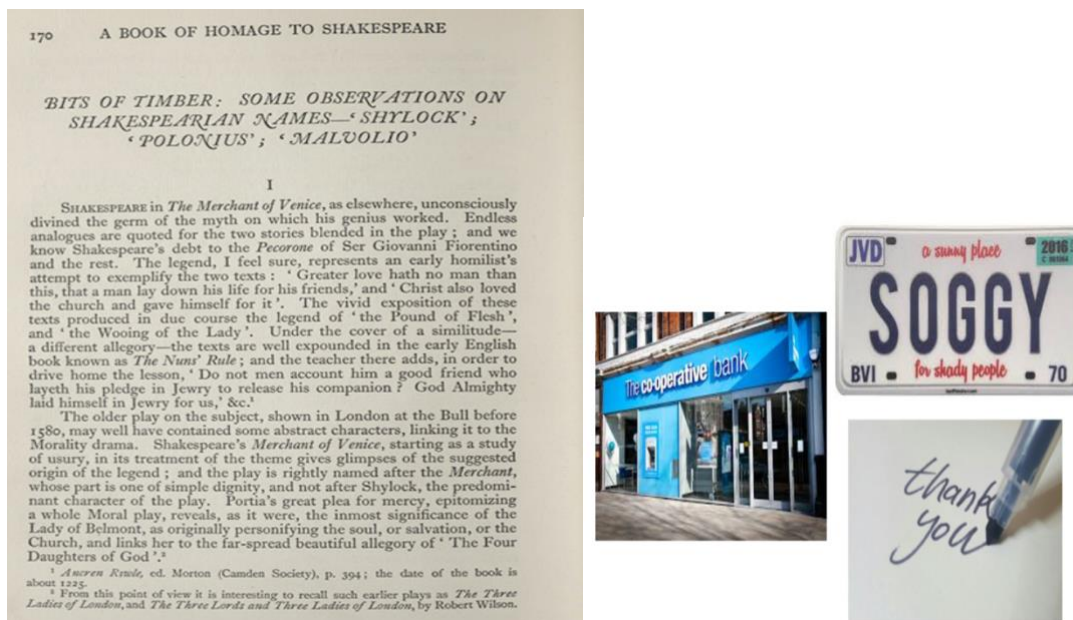 170 A BOOK OF HOMAGE TO SHAKESPEARE
BITS OF TIMBER: SOME OBSERVATIONS ON
SHAKESPEARIAN NAMES—‘SHYLOCK’;
‘POLONIUS’; ‘MALVOLIO’
I
SHAKESPEARE in The Merchant of Venice, as elsewhere, unconsciously
divined the germ of the myth on which his genius worked. Endless
analogues are quoted for the two stories blended in the play; and we
know Shakespeare's debt to the Pecorone of Ser Giovanni Fiorentino
and the rest. The legend, I feel sure, represents an early homilist's
attempt to exemplify the two texts: ‘Greater love hath no man than
this, that a man lay down his life for his friends,’ and ‘Christ also loved
the church and gave himself for it’. The vivid exposition of these
texts produced in due course the legend of ‘the Pound of Flesh’,
and ‘the Wooing of the Lady’. Under the cover of a similitude—
a different allegory—the texts are well expounded in the early English
book known as The Nuns' Rule; and the teacher there adds, in order to
drive home the lesson, ‘Do not men account him a good friend who
layeth his pledge in Jewry to release his companion? God Almighty
laid himself in Jewry for us,’ &c.¹
The older play on the subject, shown in London at the Bull before
1580, may well have contained some abstract characters, linking it to the
Morality drama. Shakespeare's Merchant of Venice, starting as a study
of usury, in its treatment of the theme gives glimpses of the suggested
origin of the legend; and the play is rightly named after the Merchant,
whose part is one of simple dignity, and not after Shylock, the predomi-
nant character of the play. Portia's great plea for mercy, epitomizing
a whole Moral play, reveals, as it were, the inmost significance of the
Lady of Belmont, as originally personifying the soul, or salvation, or the
Church, and links her to the far-spread beautiful allegory of ‘The Four
Daughters of God’.²
¹ Ancren Riwle, ed. Morton (Camden Society), p. 394; the date of the book is
about 1225.
² From this point of view it is interesting to recall such earlier plays as The Three
Ladies of London, and The Three Lords and Three Ladies of London, by Robert Wilson.
The co-operative bank
JVD a sunny place 2016
SOGGY
BVI for shady people 70
thank
you